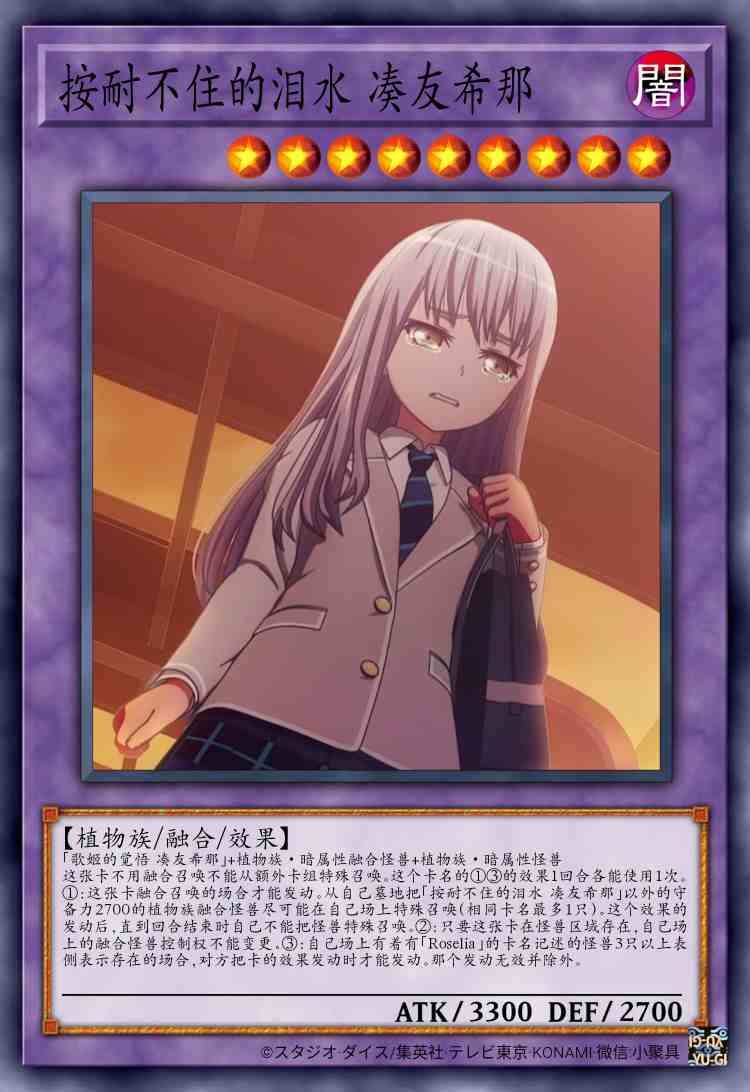 按耐不住的泪水 凑友希那
闇
【植物族/融合/效果】
「歌姬的觉悟 凑友希那」+植物族·暗属性融合怪兽+植物族·暗属性怪兽
这张卡不用融合召唤不能从额外卡组特殊召唤。这个卡名的①③的效果1回合各能使用1次。
①:这张卡融合召唤的场合才能发动。从自己墓地把「按耐不住的泪水 凑友希那」以外的守
备力2700的植物族融合怪兽尽可能在自己场上特殊召唤(相同卡名最多1只)。这个效果的
发动后,直到回合结束时自己不能把怪兽特殊召唤。②:只要这张卡在怪兽区域存在,自己场
上的融合怪兽控制权不能变更。③:自己场上有着有「Roselia」的卡名记述的怪兽3只以上表
侧表示存在的场合,对方把卡的效果发动时才能发动。那个发动无效并除外。
ATK/3300 DEF/2700
©スタジオ·ダイス/集英社·テレビ東京·KONAMI·微信:小聚具
YU-GI